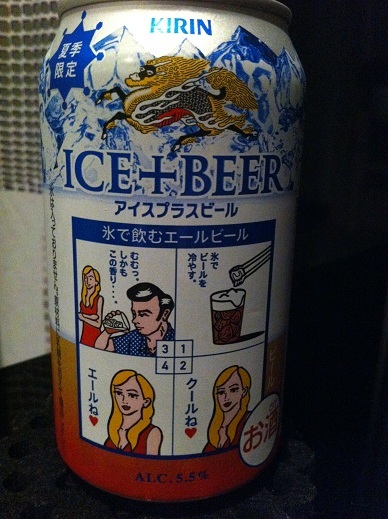 KIRIN
夏季
限定
ICE+BEER
アイスプラスビール
氷で飲むエールビール
氷で
ビールを
冷やす。
むむっ。
しかも
この香り・・・。
3 1
4 2
クールね♥
エールね♥
お酒
ALC.5.5%